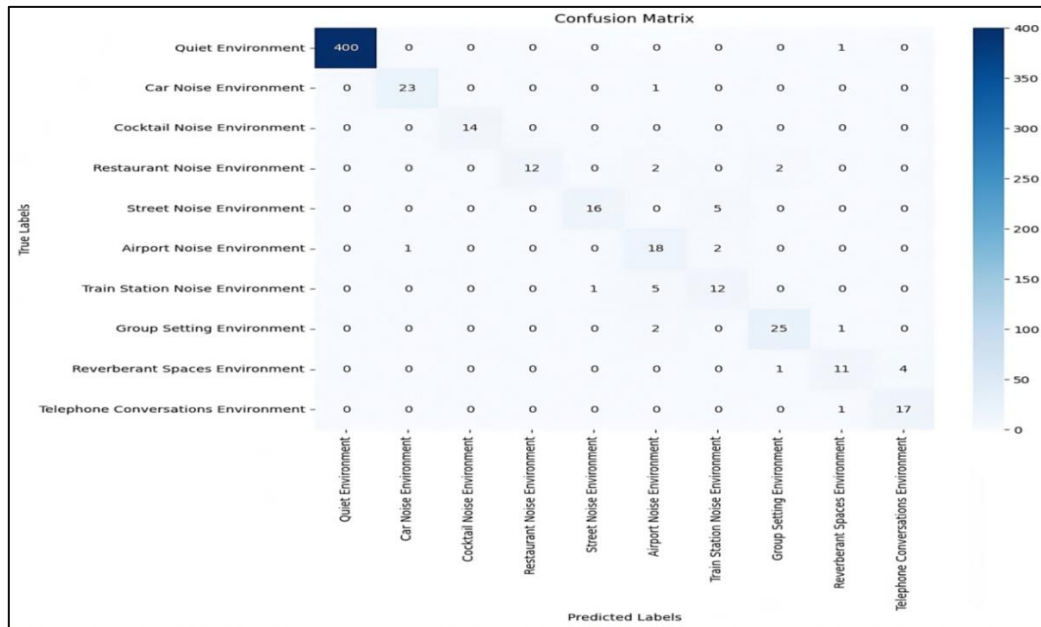 Confusion Matrix
Quiet Environment 400 0 0 0 0 0 0 0 1 0
Car Noise Environment 0 23 0 0 0 1 0 0 0 0
Cocktail Noise Environment 0 0 14 0 0 0 0 0 0 0
Restaurant Noise Environment 0 0 0 12 0 2 0 2 0 0
Street Noise Environment 0 0 0 0 16 0 5 0 0 0
Airport Noise Environment 0 1 0 0 0 18 2 0 0 0
Train Station Noise Environment 0 0 0 0 1 5 12 0 0 0
Group Setting Environment 0 0 0 0 0 2 0 25 1 0
Reverberant Spaces Environment 0 0 0 0 0 0 0 1 11 4
Telephone Conversations Environment 0 0 0 0 0 0 0 0 1 17
True Labels
Quiet Environment
Car Noise Environment
Cocktail Noise Environment
Restaurant Noise Environment
Street Noise Environment
Airport Noise Environment
Train Station Noise Environment
Group Setting Environment
Reverberant Spaces Environment
Telephone Conversations Environment
Predicted Labels
400
350
300
250
200
150
100
50
0